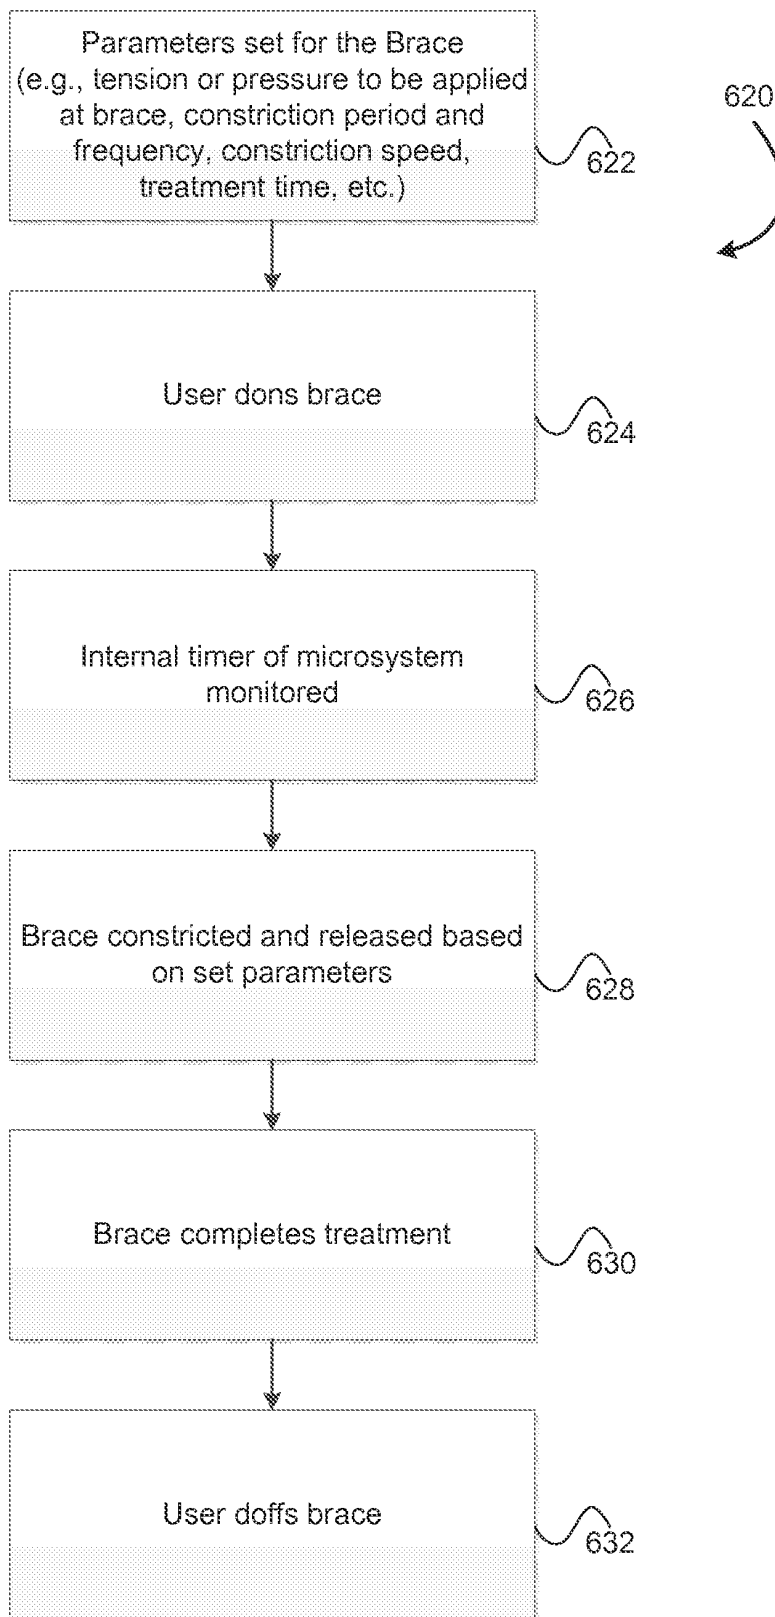 Parameters set for the Brace
(e.g., tension or pressure to be applied
at brace, constriction period and
frequency, constriction speed,
treatment time, etc.)
622
620
User dons brace
624
Internal timer of microsystem
monitored
626
Brace constricted and released based
on set parameters
628
Brace completes treatment
630
User doffs brace
632